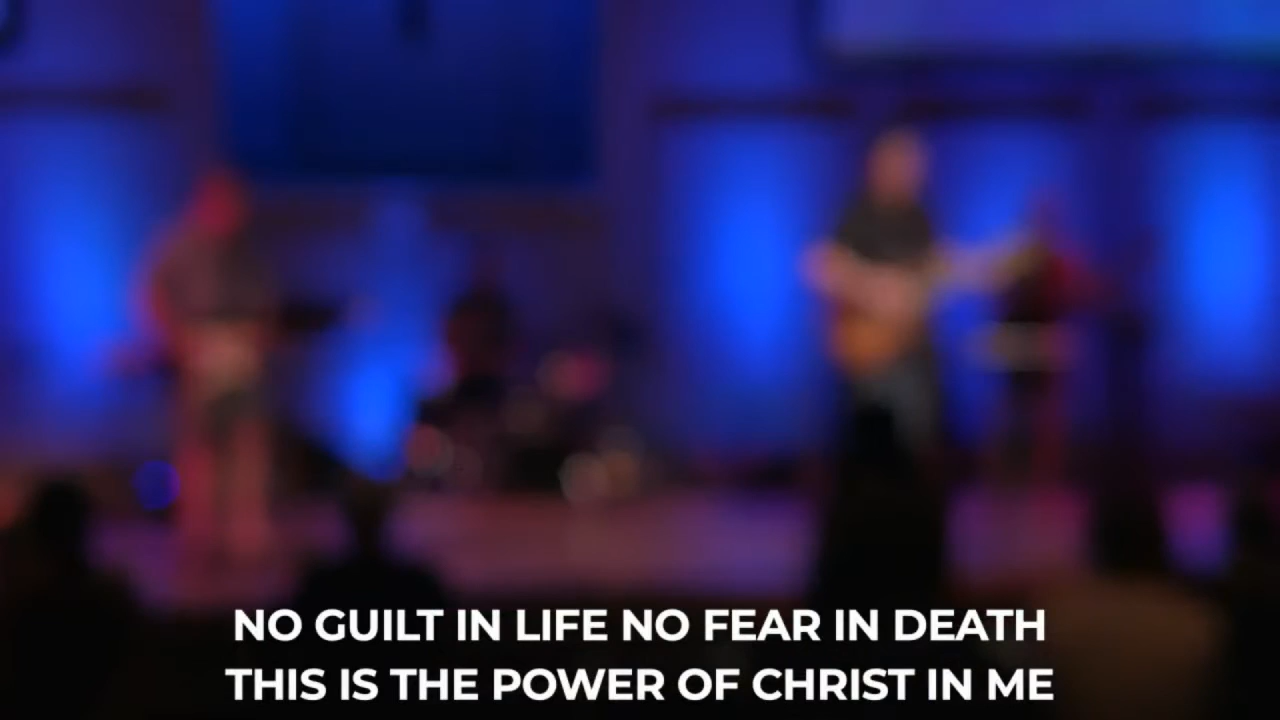 NO GUILT IN LIFE NO FEAR IN DEATH
THIS IS THE POWER OF CHRIST IN ME